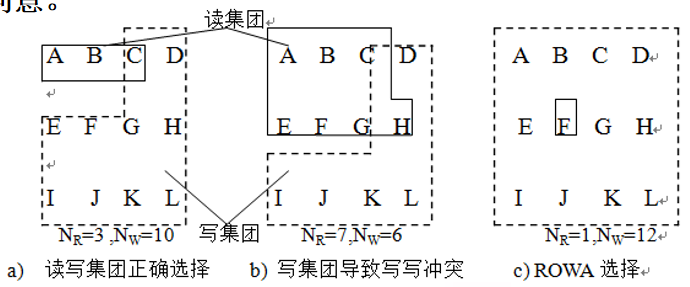 读集团
A B C D A B C D A B C D
E F G H E F G H E F G H
I J K L I J K L I J K L
N_R=3 ,N_W=10 写集团 N_R=7,N_W=6 N_R=1,N_W=12
a) 读写集团正确选择 b) 写集团导致写写冲突 c) ROWA 选择